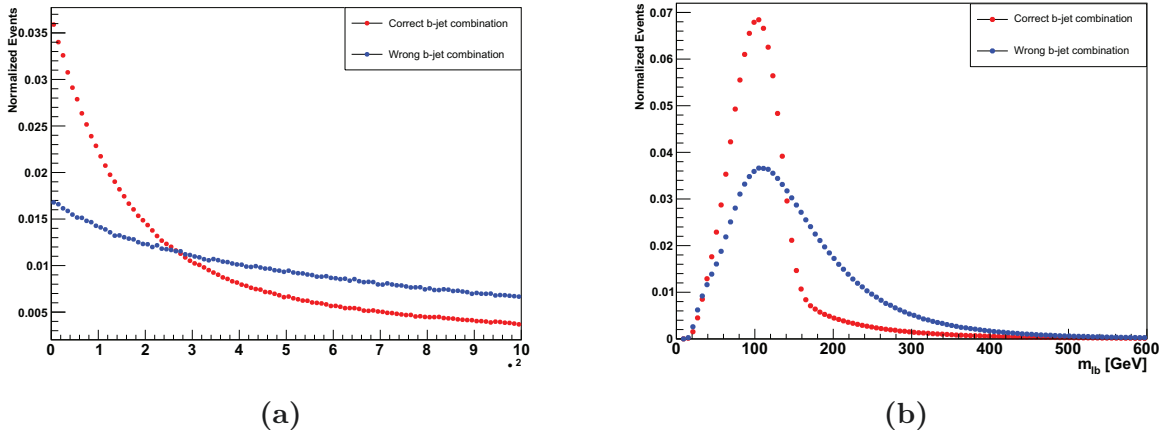 Normalized Events
0.035
0.03
0.025
0.02
0.015
0.01
0.005
Correct b-jet combination
Wrong b-jet combination
0 1 2 3 4 5 6 7 8 9 10
• 2
(a)
Normalized Events
0.07
0.06
0.05
0.04
0.03
0.02
0.01
0
Correct b-jet combination
Wrong b-jet combination
0 100 200 300 400 500 600
mlb [GeV]
(b)